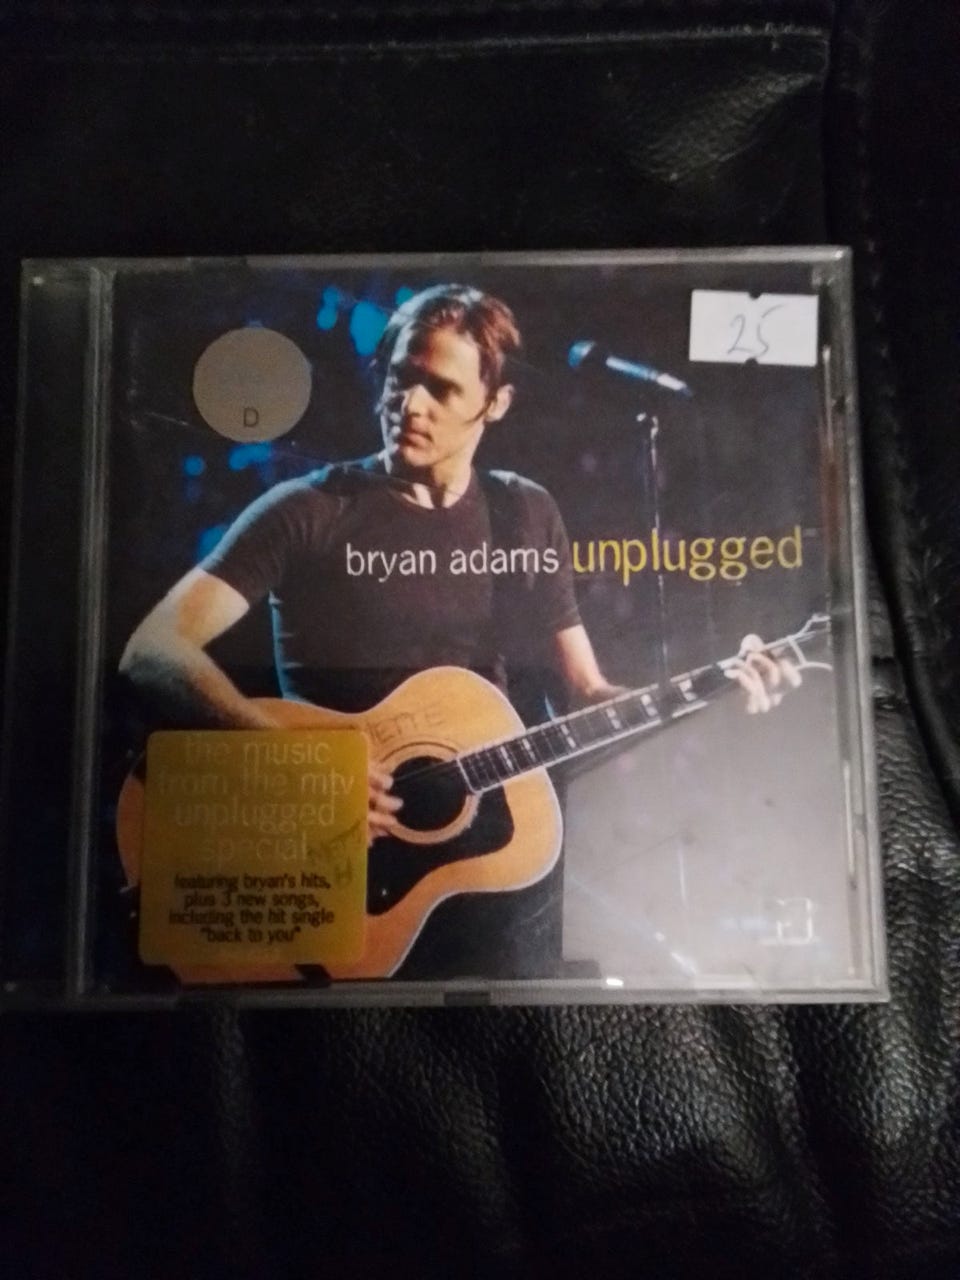 25
D
bryan adams unplugged
the music
from the mtv
unplugged
special
featuring bryan's hits,
plus 3 new songs,
including the hit single
"back to you"